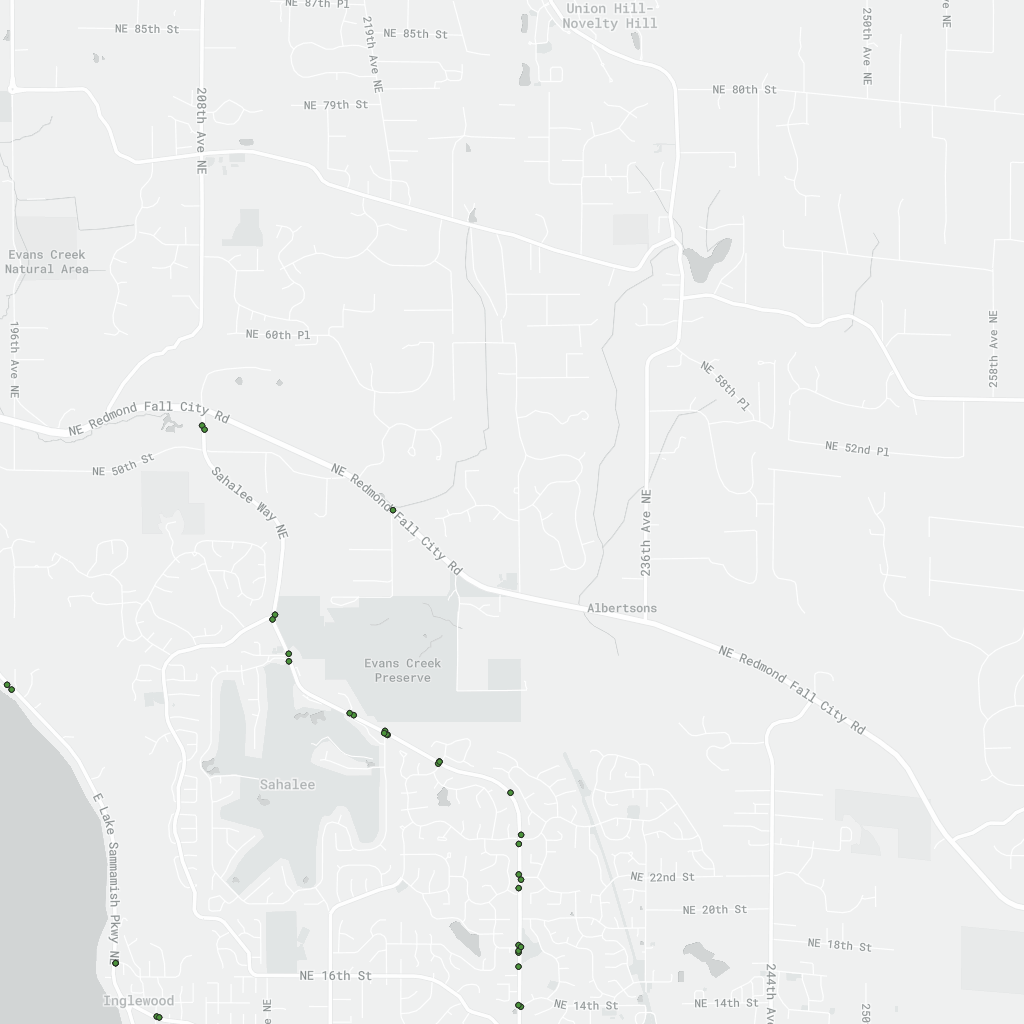 NE 87th Pl
Union Hill-
Novelty Hill
NE 85th St
219th Ave NE
NE 85th St
250th Ave NE
208th Ave NE
NE 79th St
NE 80th St
Evans Creek
Natural Area
196th Ave NE
NE 60th Pl
258th Ave NE
NE 58th Pl
NE Redmond Fall City Rd
NE 52nd Pl
NE 50th St
Sahalee Way NE
NE Redmond Fall City Rd
236th Ave NE
Albertsons
Evans Creek
Preserve
NE Redmond Fall City Rd
Sahalee
E Lake Sammamish Pkwy NE
NE 22nd St
NE 20th St
NE 18th St
NE 16th St
244th Ave
Inglewood
NE
NE 14th St
NE 14th St
250